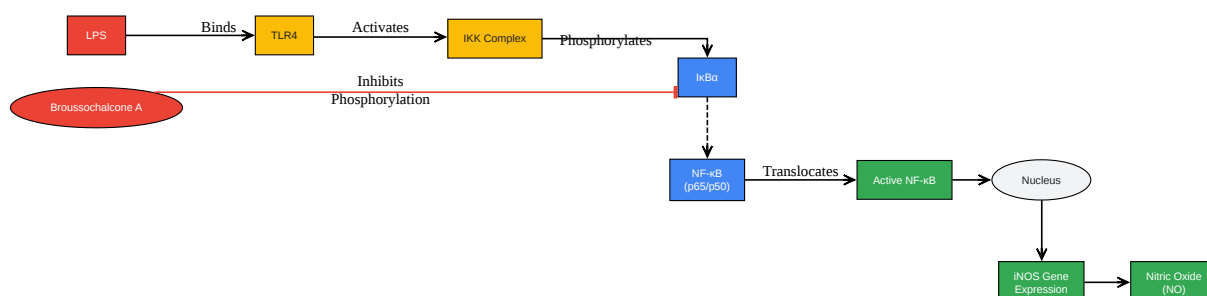 LPS
Binds
TLR4
Activates
IKK Complex
Phosphorylates
IκBα
Inhibits
Phosphorylation
Broussochalcone A
NF-κB
(p65/p50)
Translocates
Active NF-κB
Nucleus
iNOS Gene
Expression
Nitric Oxide
(NO)